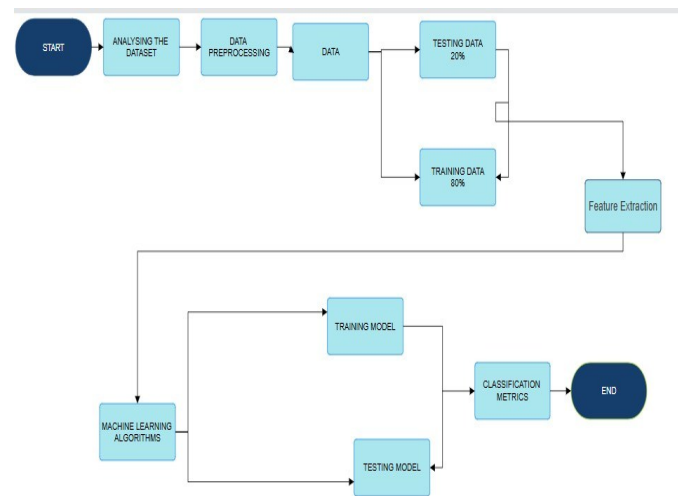 START
ANALYSING THE
DATASET
DATA
PREPROCESSING
DATA
TESTING DATA
20%
TRAINING DATA
80%
Feature Extraction
TRAINING MODEL
MACHINE LEARNING
ALGORITHMS
TESTING MODEL
CLASSIFICATION
METRICS
END